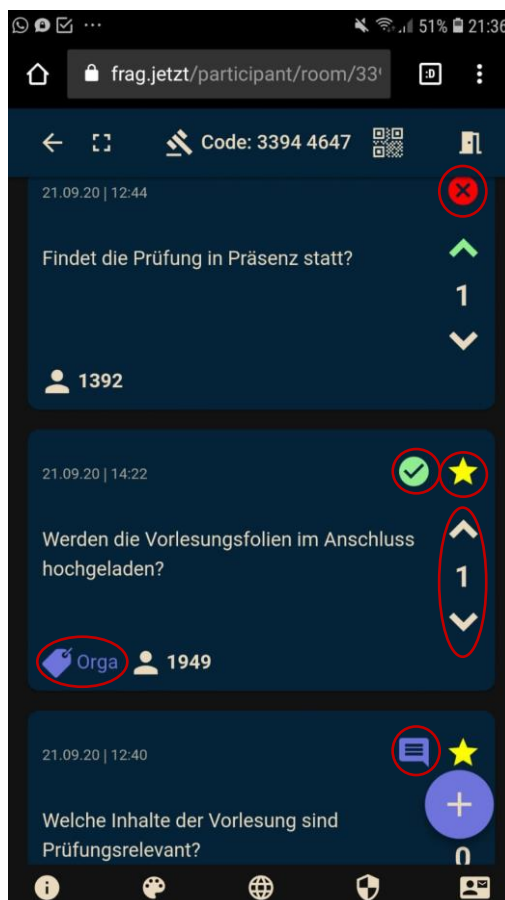 51% 21:36
frag.jetzt/participant/room/339
:D
Code: 3394 4647
21.09.20 | 12:44
Findet die Prüfung in Präsenz statt?
1
1392
21.09.20 | 14:22
Werden die Vorlesungsfolien im Anschluss
hochgeladen?
1
Orga 1949
21.09.20 | 12:40
Welche Inhalte der Vorlesung sind
Prüfungsrelevant?
0